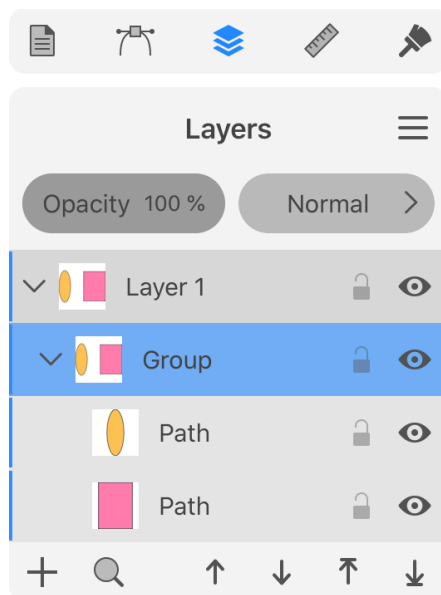 Layers
Opacity 100 % Normal
Layer 1
Group
Path
Path